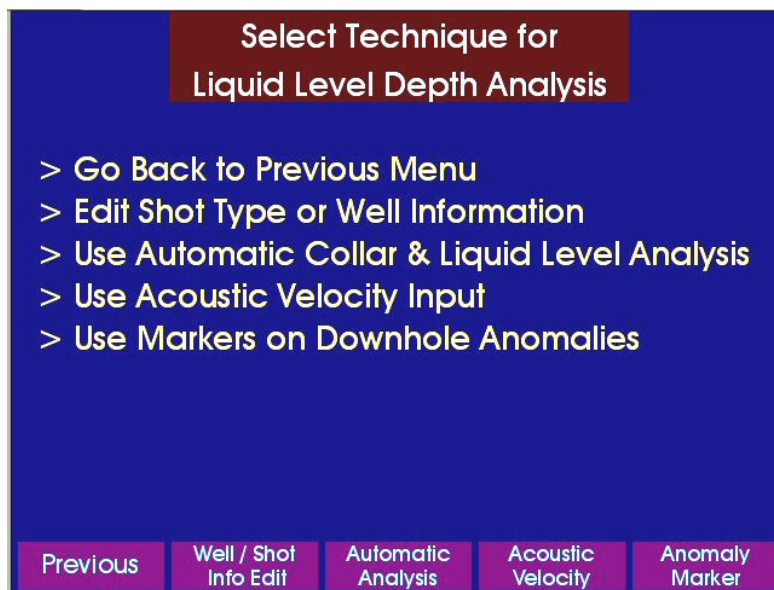 Select Technique for
Liquid Level Depth Analysis
> Go Back to Previous Menu
> Edit Shot Type or Well Information
> Use Automatic Collar & Liquid Level Analysis
> Use Acoustic Velocity Input
> Use Markers on Downhole Anomalies
Previous
Well / Shot
Info Edit
Automatic
Analysis
Acoustic
Velocity
Anomaly
Marker